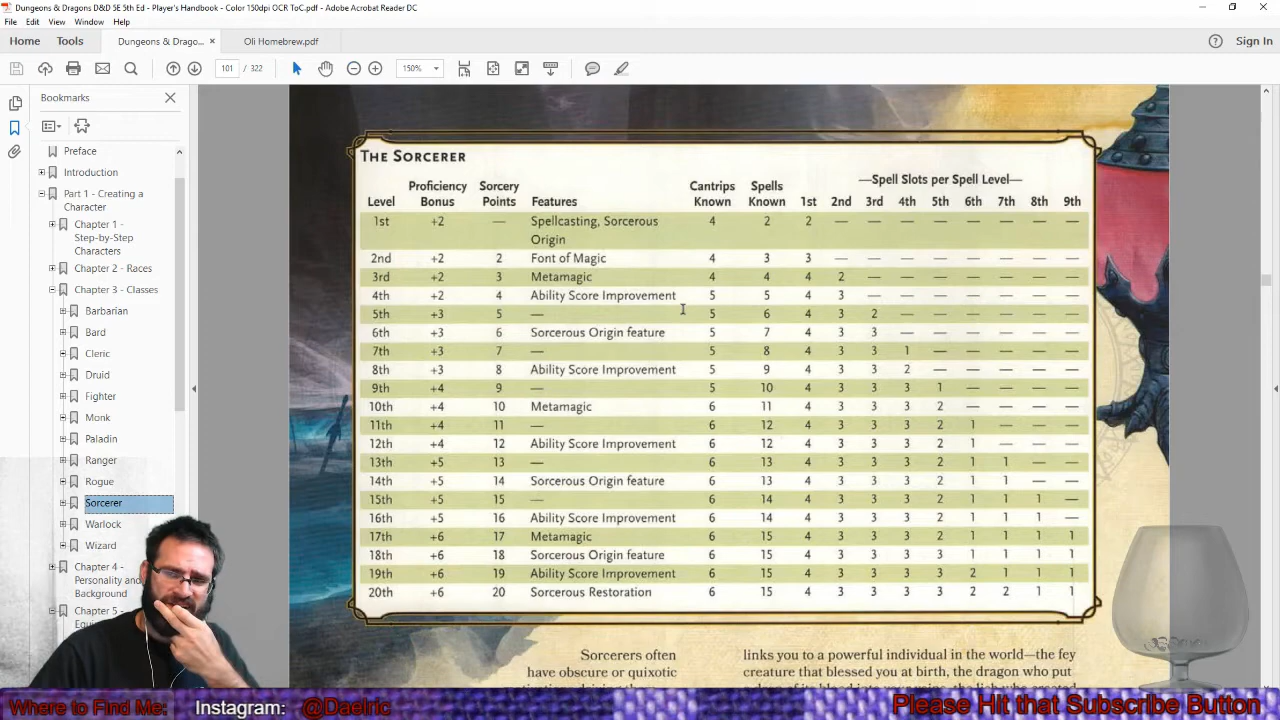 Dungeons & Dragons D&D 5E 5th Ed - Player's Handbook - Color 150dpi OCR ToC.pdf - Adobe Acrobat Reader DC
File Edit View Window Help
Home Tools Dungeons & Drago... × Oli Homebrew.pdf ? Sign In
101 / 322 150%
Bookmarks
Preface
Introduction
Part 1 - Creating a
Character
Chapter 1 -
Step-by-Step
Characters
Chapter 2 - Races
Chapter 3 - Classes
Barbarian
Bard
Cleric
Druid
Fighter
Monk
Paladin
Ranger
Rogue
Sorcerer
Warlock
Wizard
Chapter 4 -
Personality and
Background
Chapter 5 -
THE SORCERER
—Spell Slots per Spell Level—
Proficiency Sorcery Cantrips Spells
Level Bonus Points Features Known Known 1st 2nd 3rd 4th 5th 6th 7th 8th 9th
1st +2 — Spellcasting, Sorcerous 4 2 2 — — — — — — — —
Origin
2nd +2 2 Font of Magic 4 3 3 — — — — — — — —
3rd +2 3 Metamagic 4 4 4 2 — — — — — — —
4th +2 4 Ability Score Improvement 5 5 4 3 — — — — — — —
5th +3 5 — 5 6 4 3 2 — — — — — —
6th +3 6 Sorcerous Origin feature 5 7 4 3 3 — — — — — —
7th +3 7 — 5 8 4 3 3 1 — — — — —
8th +3 8 Ability Score Improvement 5 9 4 3 3 2 — — — — —
9th +4 9 — 5 10 4 3 3 3 1 — — — —
10th +4 10 Metamagic 6 11 4 3 3 3 2 — — — —
11th +4 11 — 6 12 4 3 3 3 2 1 — — —
12th +4 12 Ability Score Improvement 6 12 4 3 3 3 2 1 — — —
13th +5 13 — 6 13 4 3 3 3 2 1 1 — —
14th +5 14 Sorcerous Origin feature 6 13 4 3 3 3 2 1 1 — —
15th +5 15 — 6 14 4 3 3 3 2 1 1 1 —
16th +5 16 Ability Score Improvement 6 14 4 3 3 3 2 1 1 1 —
17th +6 17 Metamagic 6 15 4 3 3 3 2 1 1 1 1
18th +6 18 Sorcerous Origin feature 6 15 4 3 3 3 3 1 1 1 1
19th +6 19 Ability Score Improvement 6 15 4 3 3 3 3 2 1 1 1
20th +6 20 Sorcerous Restoration 6 15 4 3 3 3 3 2 2 1 1
Sorcerers often
have obscure or quixotic
links you to a powerful individual in the world—the fey
creature that blessed you at birth, the dragon who put
Where to Find Me: Instagram: @Daelric Please Hit that Subscribe Button